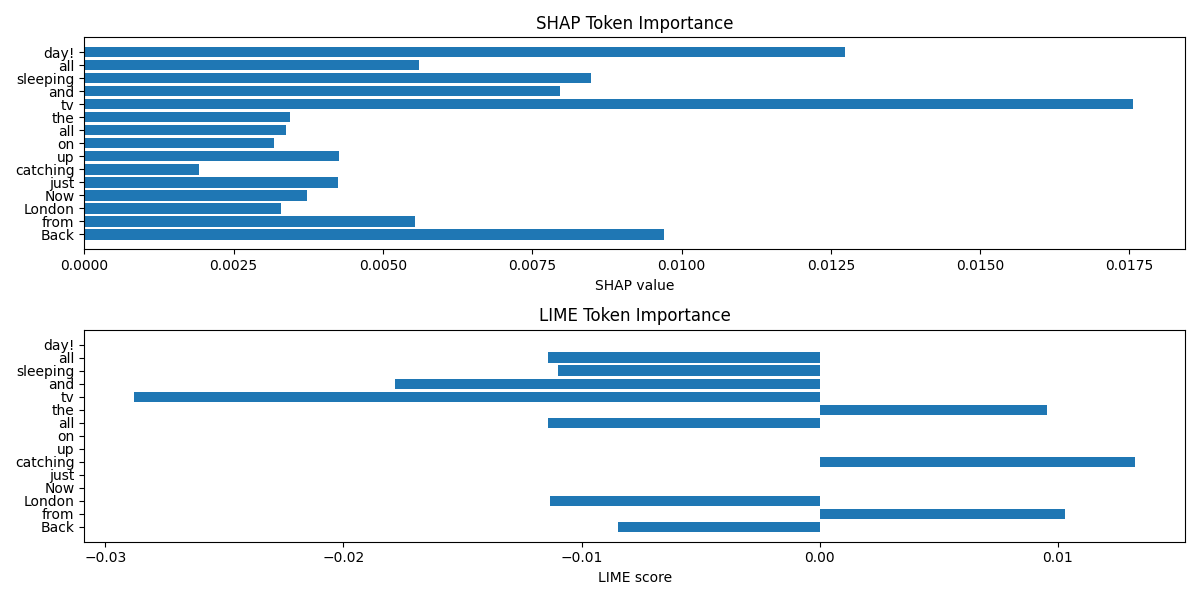 SHAP Token Importance
day!
all
sleeping
and
tv
the
all
on
up
catching
just
Now
London
from
Back
0.0000 0.0025 0.0050 0.0075 0.0100 0.0125 0.0150 0.0175
SHAP value
LIME Token Importance
day!
all
sleeping
and
tv
the
all
on
up
catching
just
Now
London
from
Back
−0.03 −0.02 −0.01 0.00 0.01
LIME score